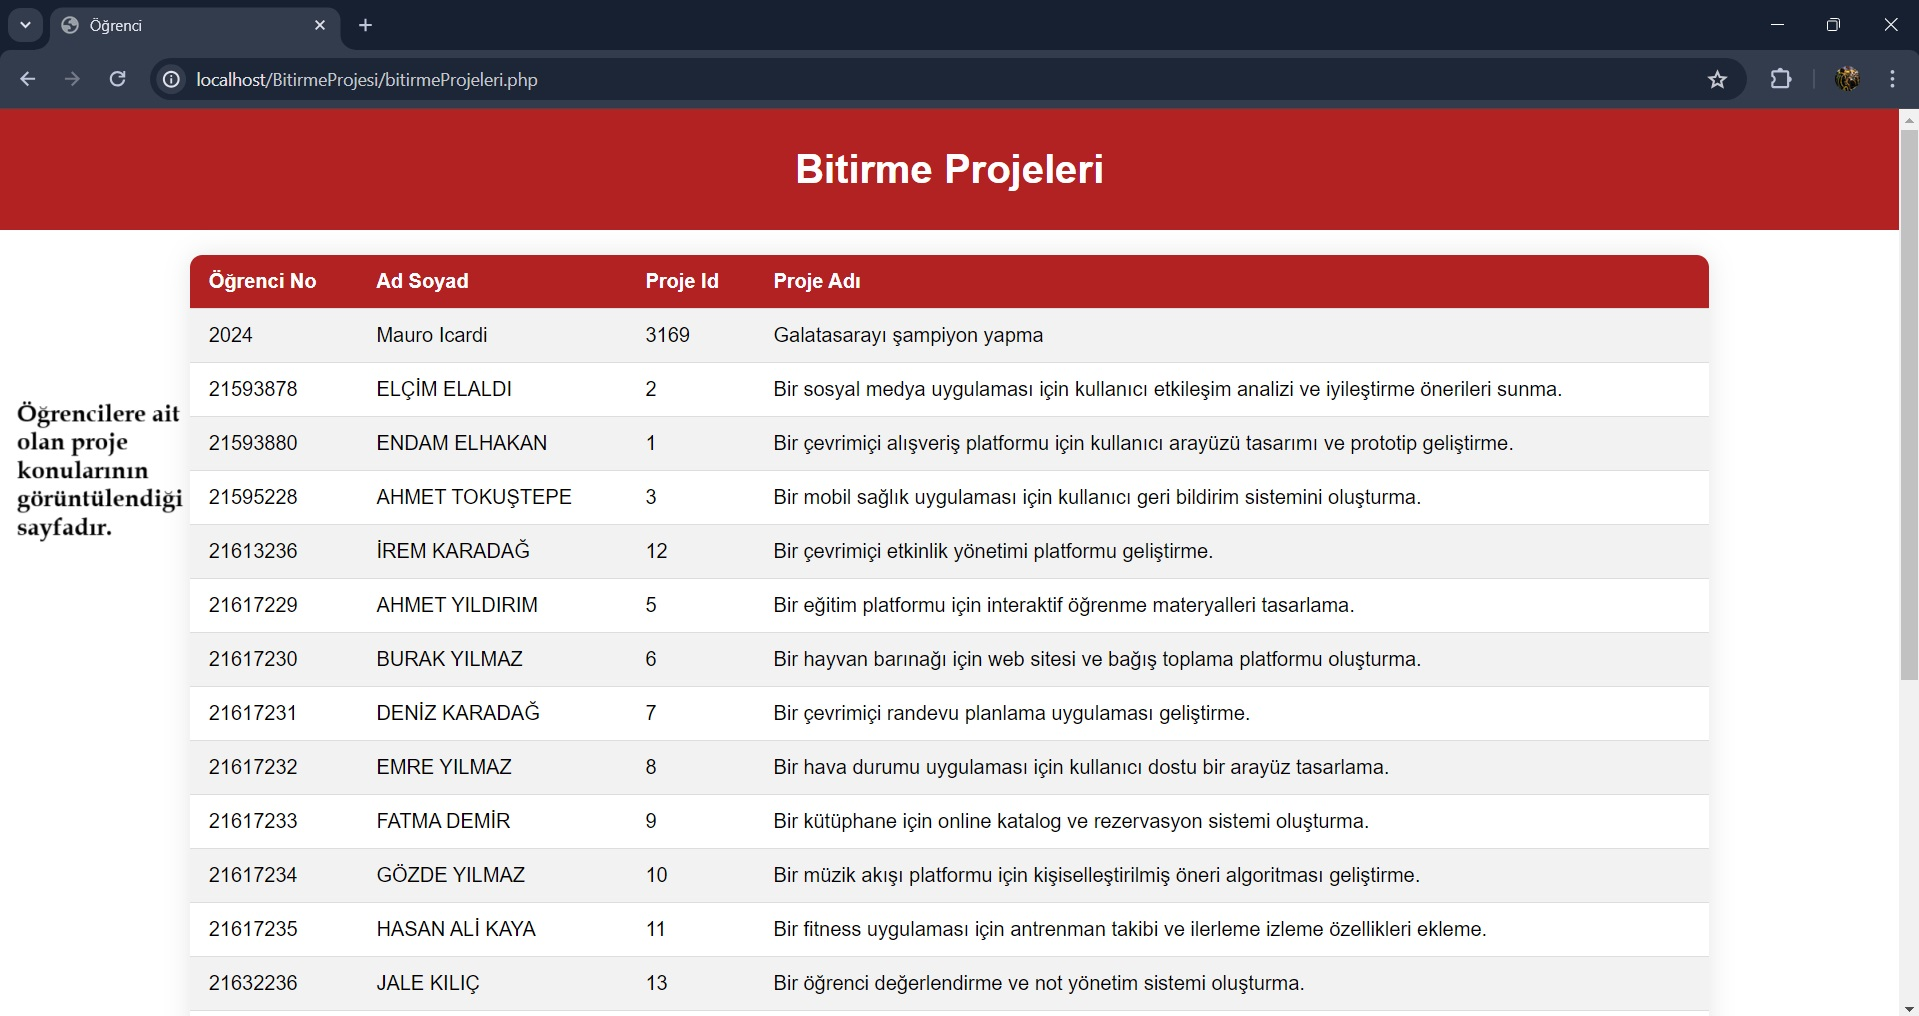 Öğrenci
localhost/BitirmeProjesi/bitirmeProjeleri.php
Bitirme Projeleri
Öğrenci No Ad Soyad Proje Id Proje Adı
2024 Mauro Icardi 3169 Galatasarayı şampiyon yapma
21593878 ELÇİM ELALDI 2 Bir sosyal medya uygulaması için kullanıcı etkileşim analizi ve iyileştirme önerileri sunma.
21593880 ENDAM ELHAKAN 1 Bir çevrimiçi alışveriş platformu için kullanıcı arayüzü tasarımı ve prototip geliştirme.
21595228 AHMET TOKUŞTEPE 3 Bir mobil sağlık uygulaması için kullanıcı geri bildirim sistemini oluşturma.
21613236 İREM KARADAĞ 12 Bir çevrimiçi etkinlik yönetimi platformu geliştirme.
21617229 AHMET YILDIRIM 5 Bir eğitim platformu için interaktif öğrenme materyalleri tasarlama.
21617230 BURAK YILMAZ 6 Bir hayvan barınağı için web sitesi ve bağış toplama platformu oluşturma.
21617231 DENİZ KARADAĞ 7 Bir çevrimiçi randevu planlama uygulaması geliştirme.
21617232 EMRE YILMAZ 8 Bir hava durumu uygulaması için kullanıcı dostu bir arayüz tasarlama.
21617233 FATMA DEMİR 9 Bir kütüphane için online katalog ve rezervasyon sistemi oluşturma.
21617234 GÖZDE YILMAZ 10 Bir müzik akışı platformu için kişiselleştirilmiş öneri algoritması geliştirme.
21617235 HASAN ALİ KAYA 11 Bir fitness uygulaması için antrenman takibi ve ilerleme izleme özellikleri ekleme.
21632236 JALE KILIÇ 13 Bir öğrenci değerlendirme ve not yönetim sistemi oluşturma.
Öğrencilere ait
olan proje
konularının
görüntülendiği
sayfadır.